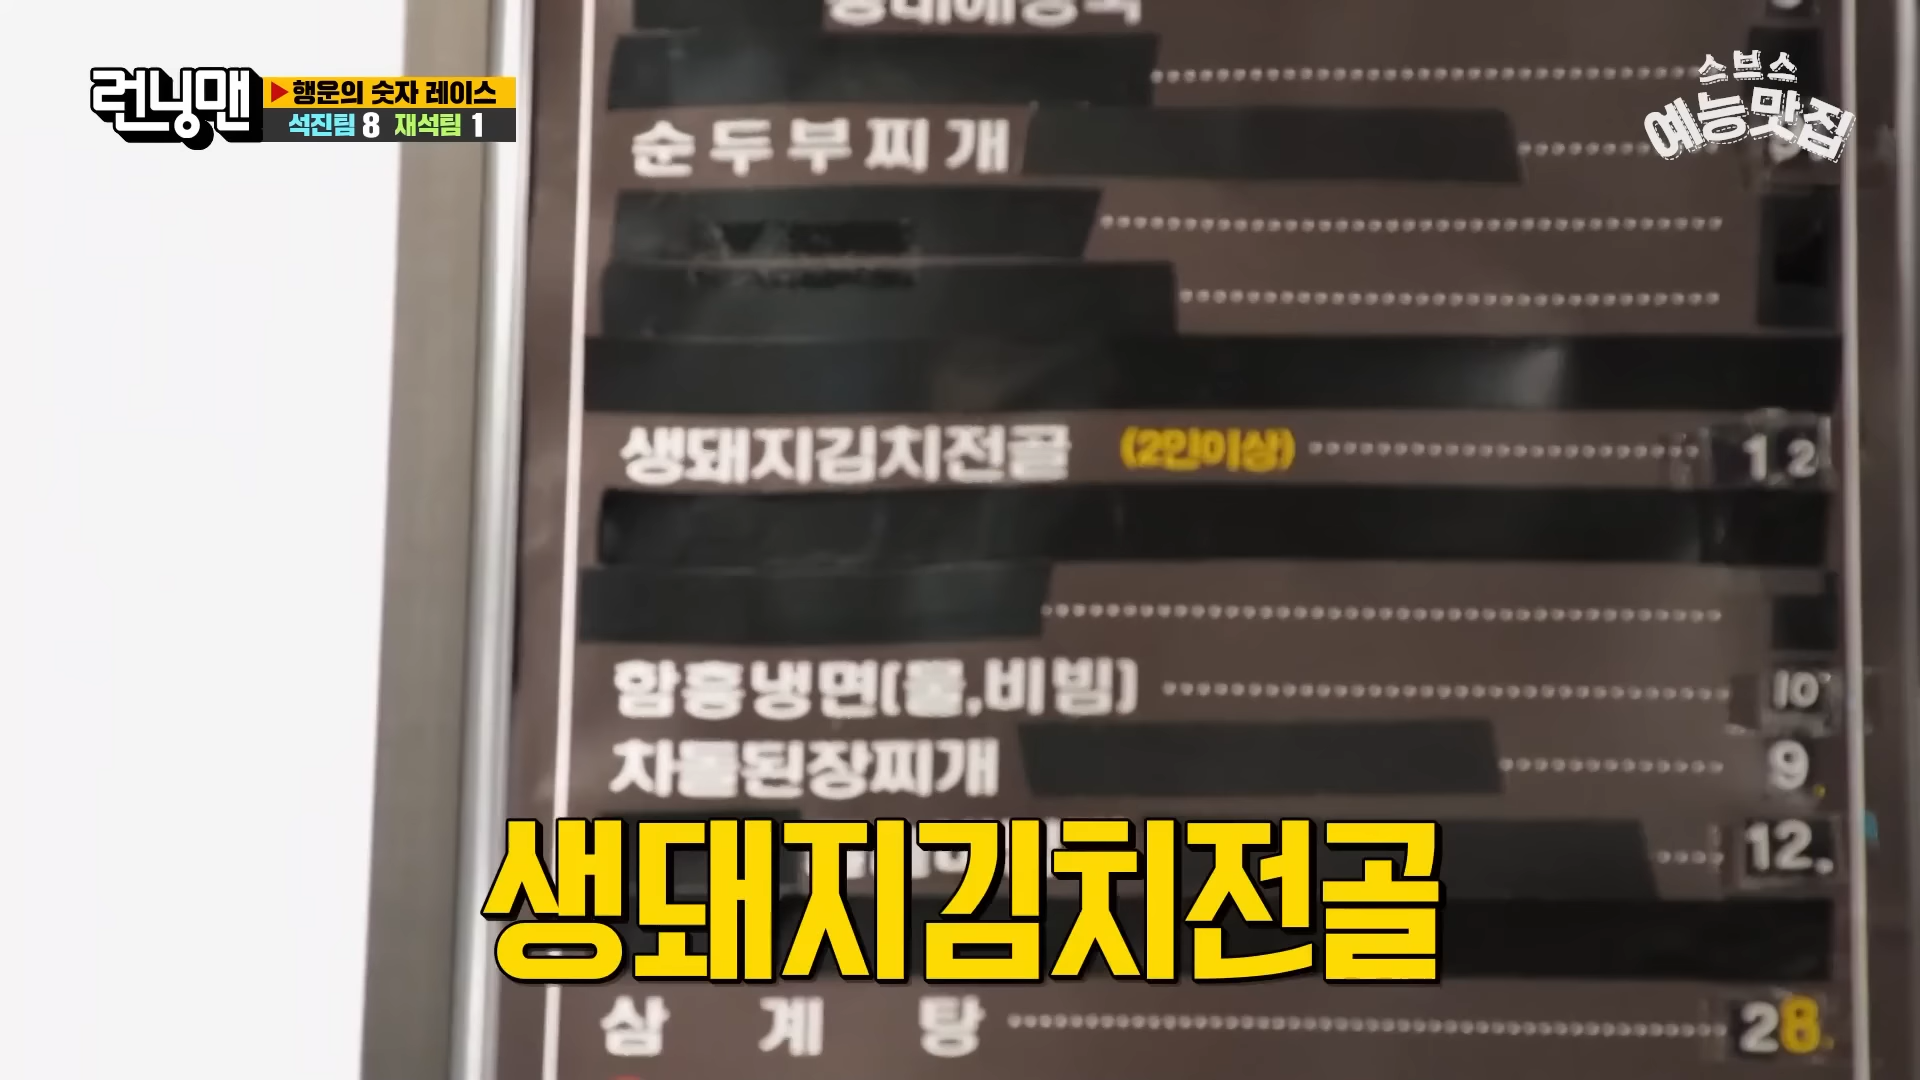 런닝맨
▶행운의 숫자 레이스
석진팀 8 재석팀 1
스브스
예능맛집
순두부찌개
생돼지김치전골 (2인이상) 1,2
함흥냉면(물,비빔) 10
차돌된장찌개 9
12
생돼지김치전골
삼계탕 28